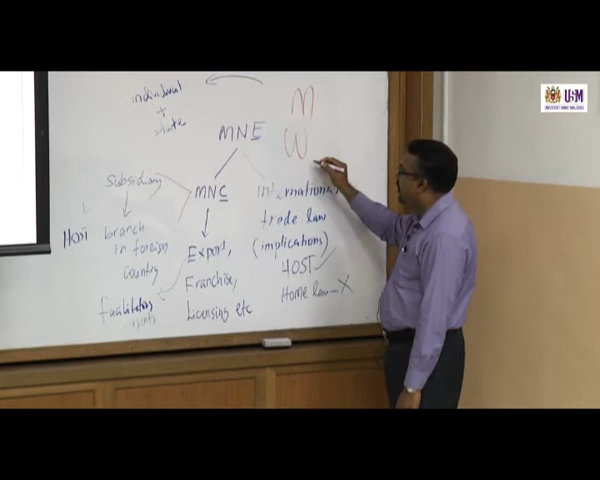 individual
+
state
M
W
MNE
Subsidiary
MNC
International
trade law
(implications)
HOST
Home law - X
Host
branch
in foreign
Country
Export,
Franchise,
Licensing etc
USM